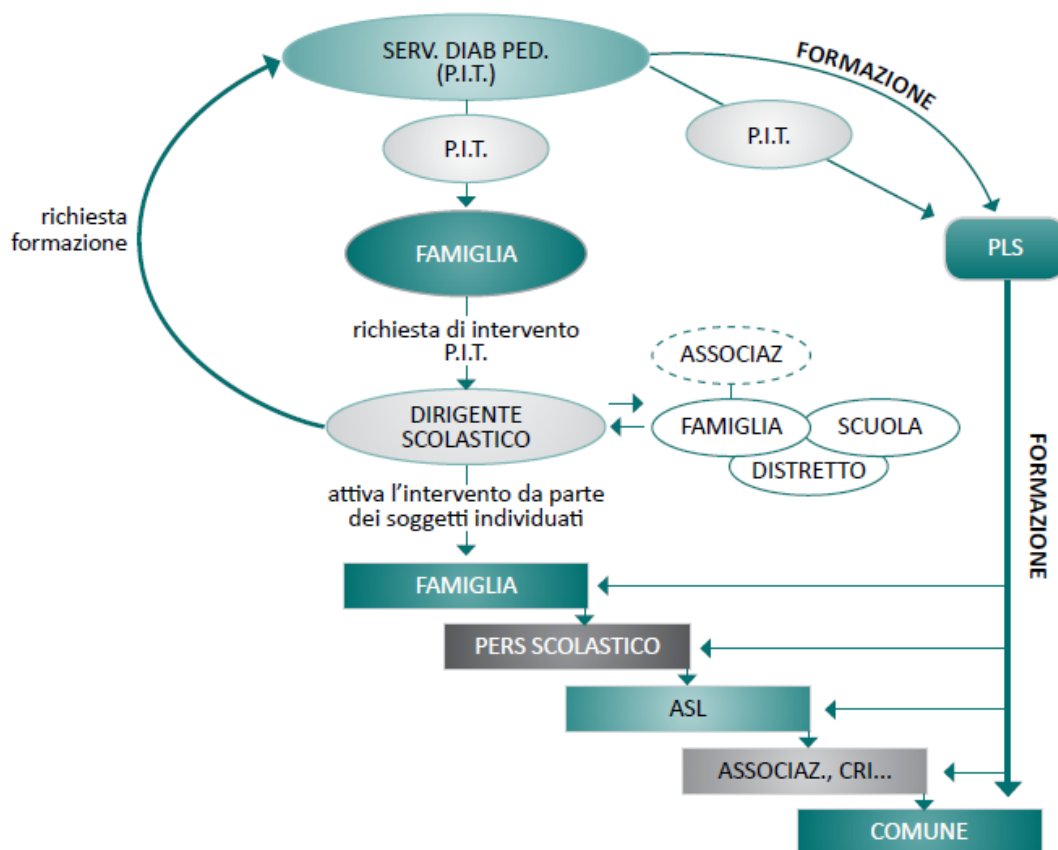 SERV. DIAB PED.
(P.I.T.)
FORMAZIONE
P.I.T.
P.I.T.
richiesta
formazione
FAMIGLIA
PLS
richiesta di intervento
P.I.T.
ASSOCIAZ
DIRIGENTE
SCOLASTICO
FAMIGLIA
SCUOLA
DISTRETTO
attiva l'intervento da parte
dei soggetti individuati
FORMAZIONE
FAMIGLIA
PERS SCOLASTICO
ASL
ASSOCIAZ., CRI...
COMUNE